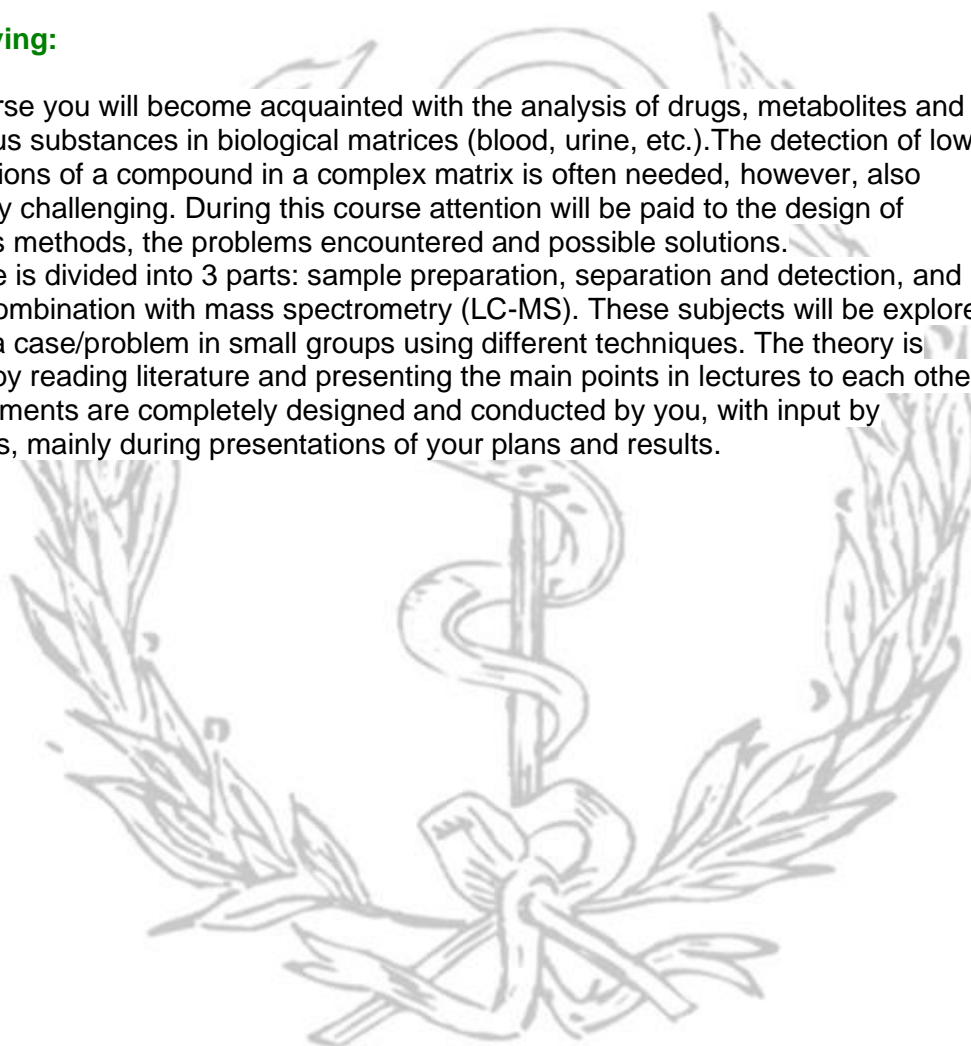 ving:
rse you will become acquainted with the analysis of drugs, metabolites and
us substances in biological matrices (blood, urine, etc.).The detection of low
ions of a compound in a complex matrix is often needed, however, also
y challenging. During this course attention will be paid to the design of
s methods, the problems encountered and possible solutions.
e is divided into 3 parts: sample preparation, separation and detection, and
ombination with mass spectrometry (LC-MS). These subjects will be explore
a case/problem in small groups using different techniques. The theory is
by reading literature and presenting the main points in lectures to each othe
ments are completely designed and conducted by you, with input by
s, mainly during presentations of your plans and results.